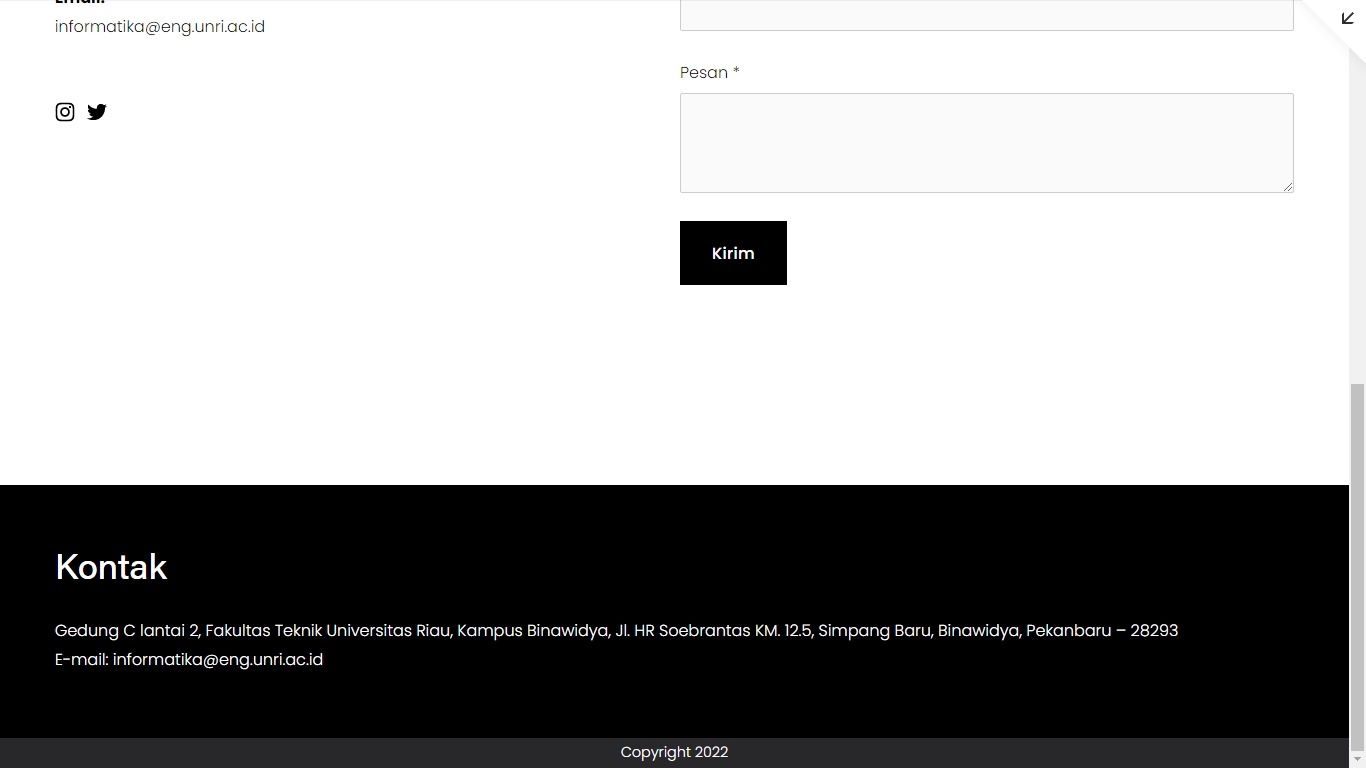 Email:
informatika@eng.unri.ac.id
Pesan *
Kirim
Kontak
Gedung C lantai 2, Fakultas Teknik Universitas Riau, Kampus Binawidya, Jl. HR Soebrantas KM. 12.5, Simpang Baru, Binawidya, Pekanbaru – 28293
E-mail: informatika@eng.unri.ac.id
Copyright 2022